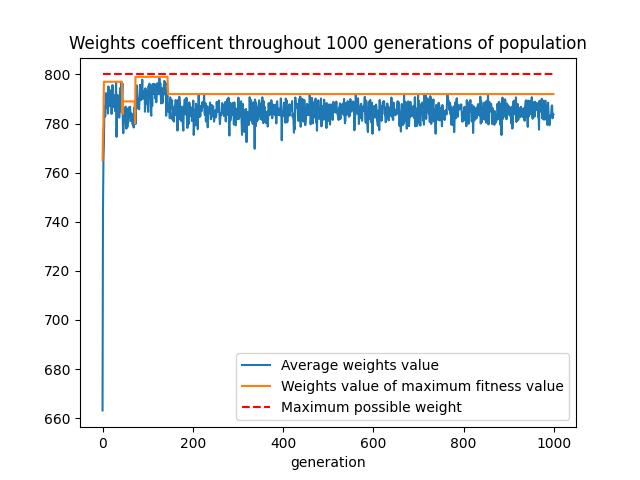 Weights coefficent throughout 1000 generations of population
800
780
760
740
720
700
680
660
Average weights value
Weights value of maximum fitness value
Maximum possible weight
0 200 400 600 800 1000
generation